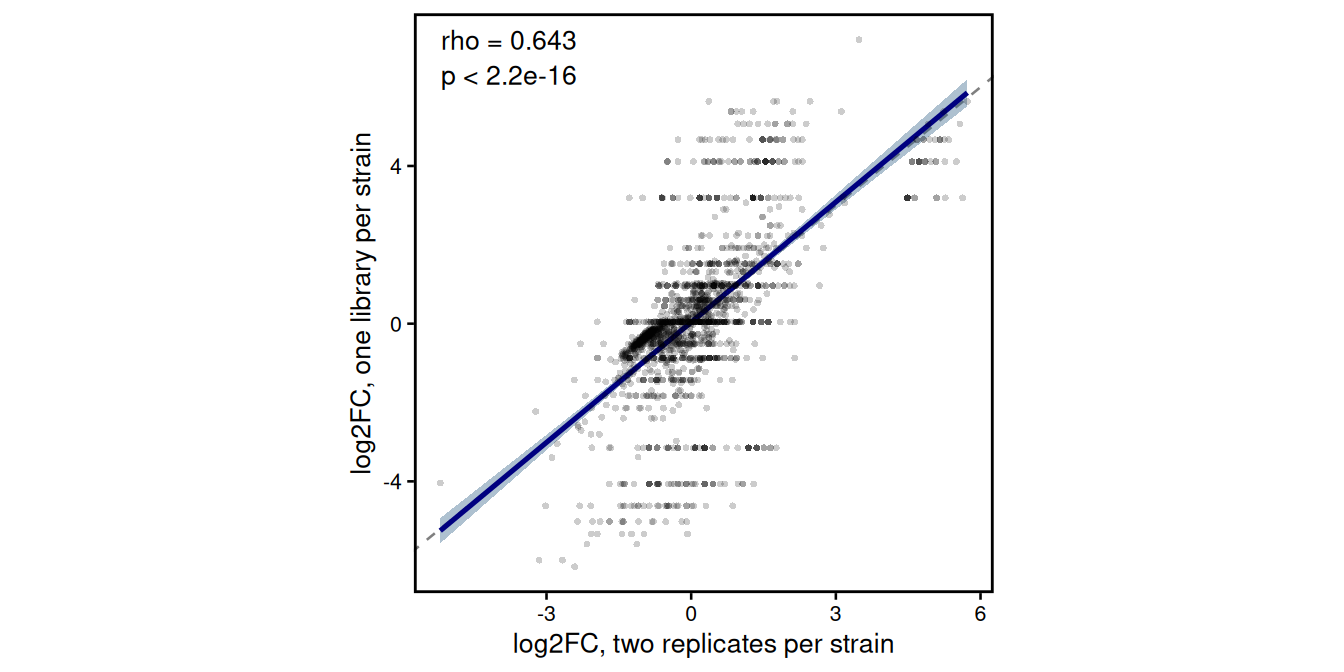 rho = 0.643
p < 2.2e-16
log2FC, one library per strain
4
0
-4
-3
0
3
6
log2FC, two replicates per strain